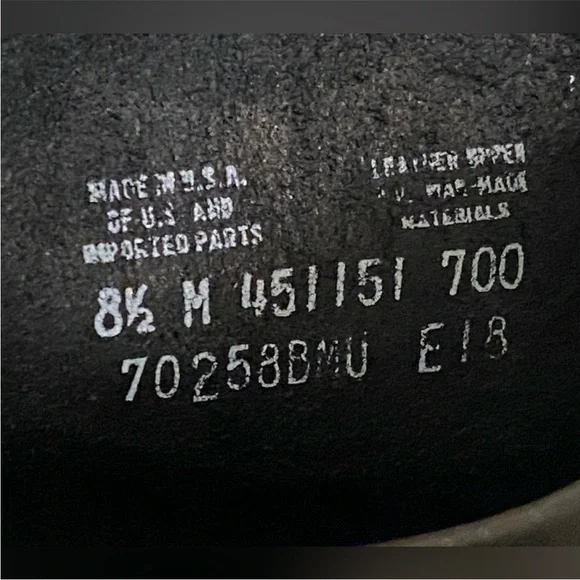 MADE IN U.S.A.
OF U.S AND
IMPORTED PARTS
LEATHER UPPER
MAN-MADE
MATERIALS
8½ M 451151 700
70258BMU E18